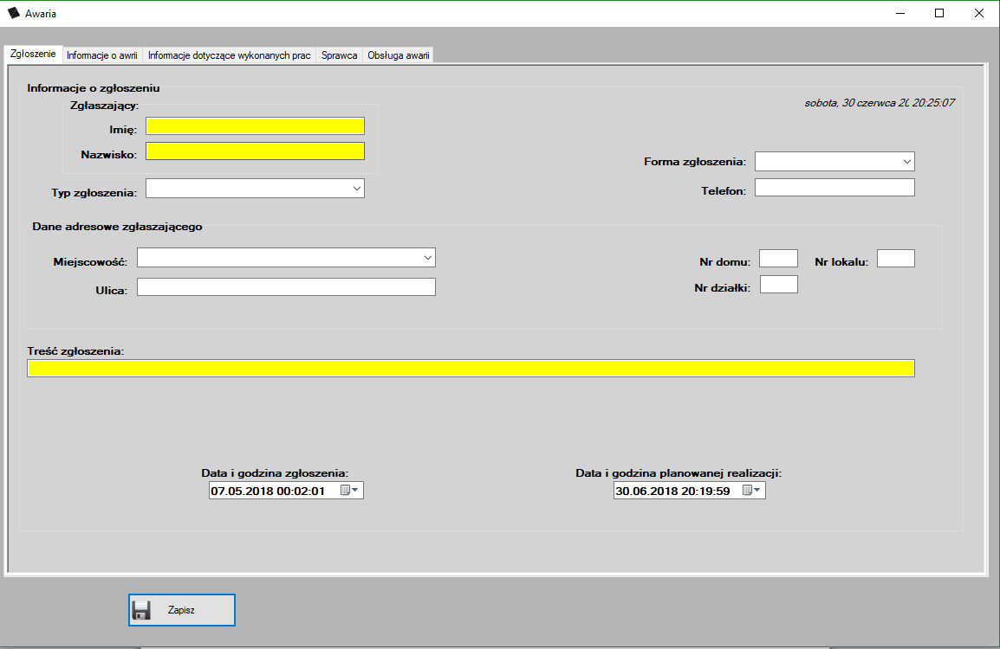 Awaria
Zgłoszenie Informacje o awrii Informacje dotyczące wykonanych prac Sprawca Obsługa awarii
Informacje o zgłoszeniu
Zgłaszający:
sobota, 30 czerwca 20:25:07
Imię:
Nazwisko:
Forma zgłoszenia:
Typ zgłoszenia:
Telefon:
Dane adresowe zgłaszającego
Miejscowość:
Nr domu: Nr lokalu:
Ulica:
Nr działki:
Treść zgłoszenia:
Data i godzina zgłoszenia: Data i godzina planowanej realizacji:
07.05.2018 00:02:01 30.06.2018 20:19:59
Zapisz